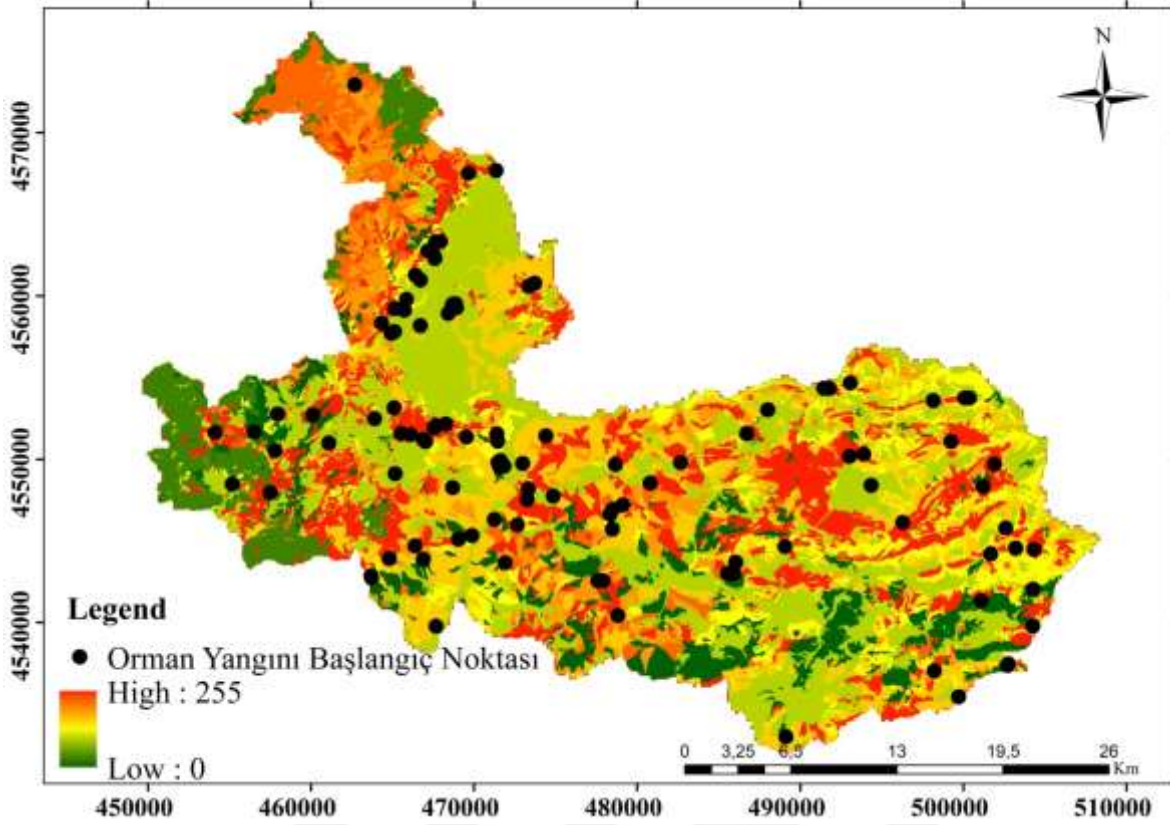 N
4570000
4560000
4550000
4540000
Legend
Orman Yangını Başlangıç Noktası
High : 255
Low : 0
0 3,25 6,5 13 19,5 26
Km
450000 460000 470000 480000 490000 500000 510000